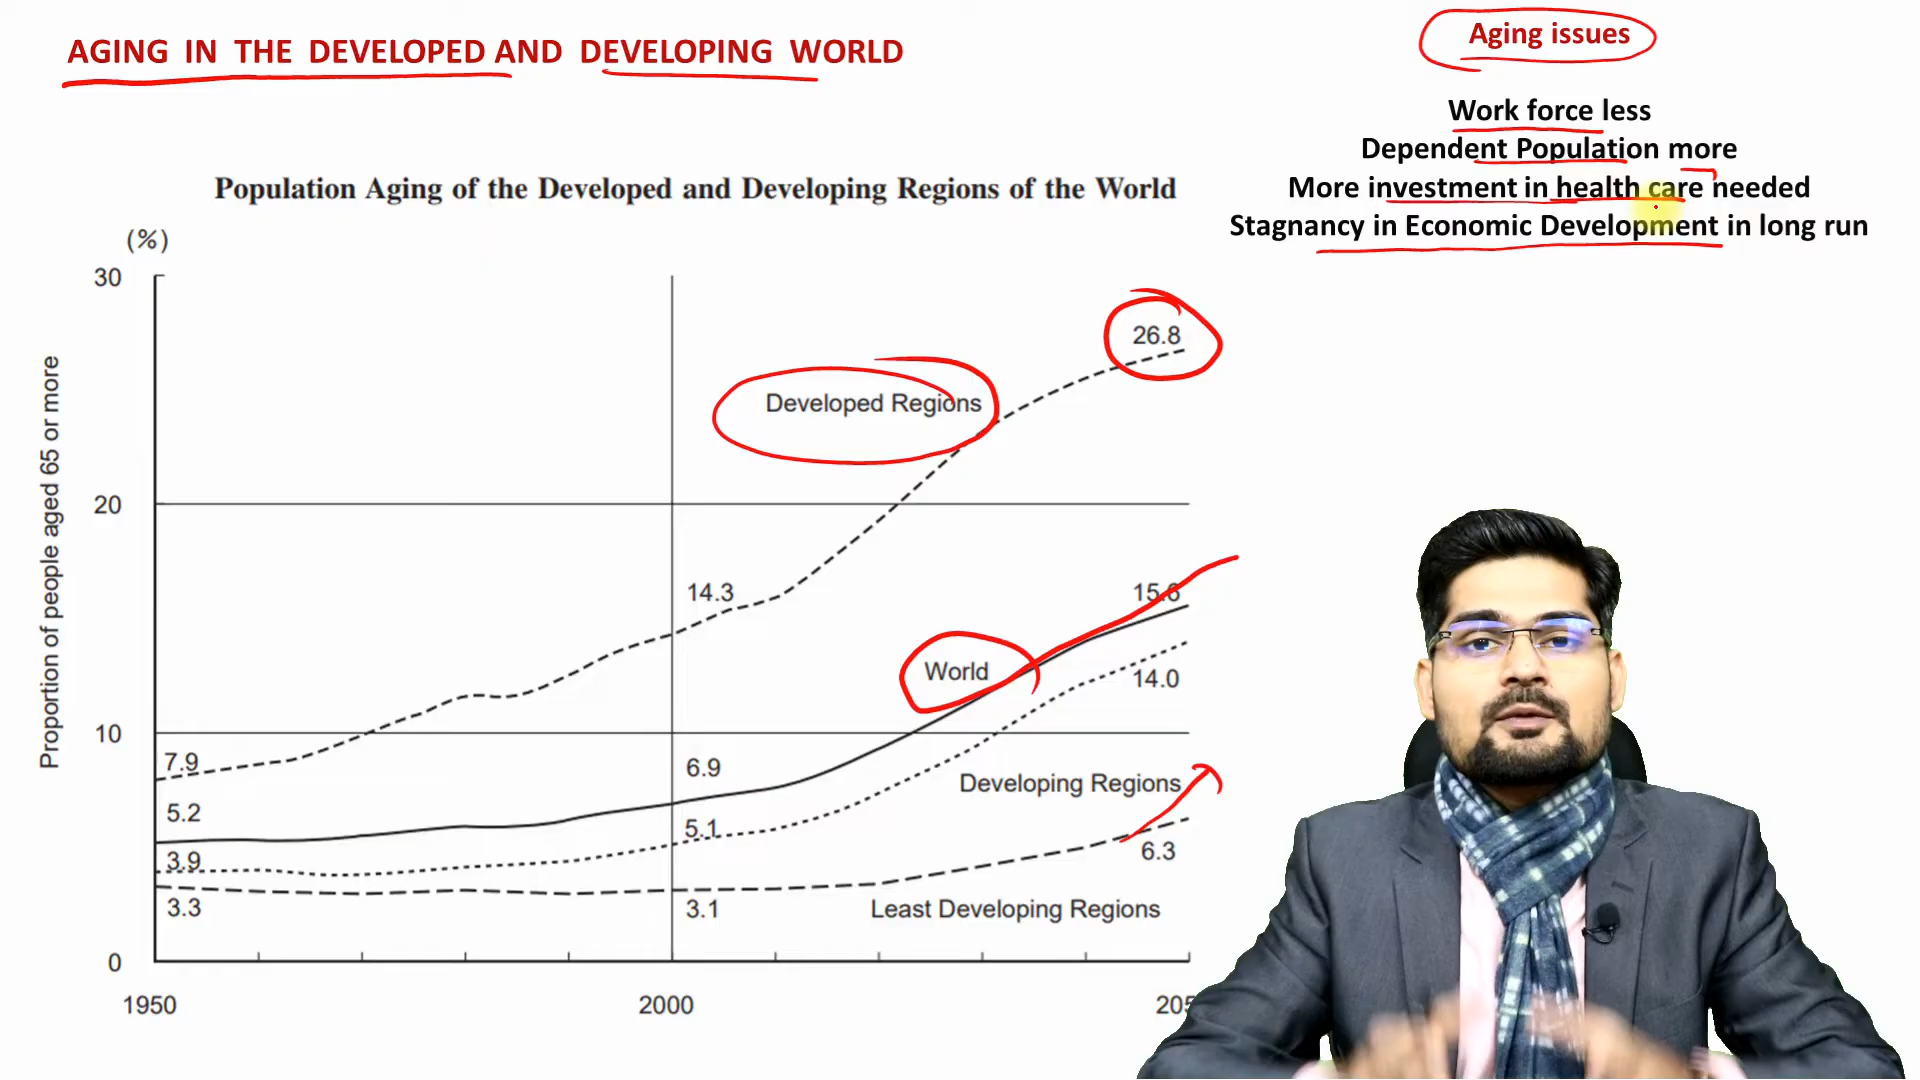 AGING IN THE DEVELOPED AND DEVELOPING WORLD
Aging issues
Work force less
Dependent Population more
More investment in health care needed
Stagnancy in Economic Development in long run
Population Aging of the Developed and Developing Regions of the World
(%)
Proportion of people aged 65 or more
30
20
10
0
26.8
Developed Regions
14.3
15.6
World
14.0
7.9
6.9
Developing Regions
5.2
5.1
3.9
6.3
3.3
3.1
Least Developing Regions
1950
2000
205